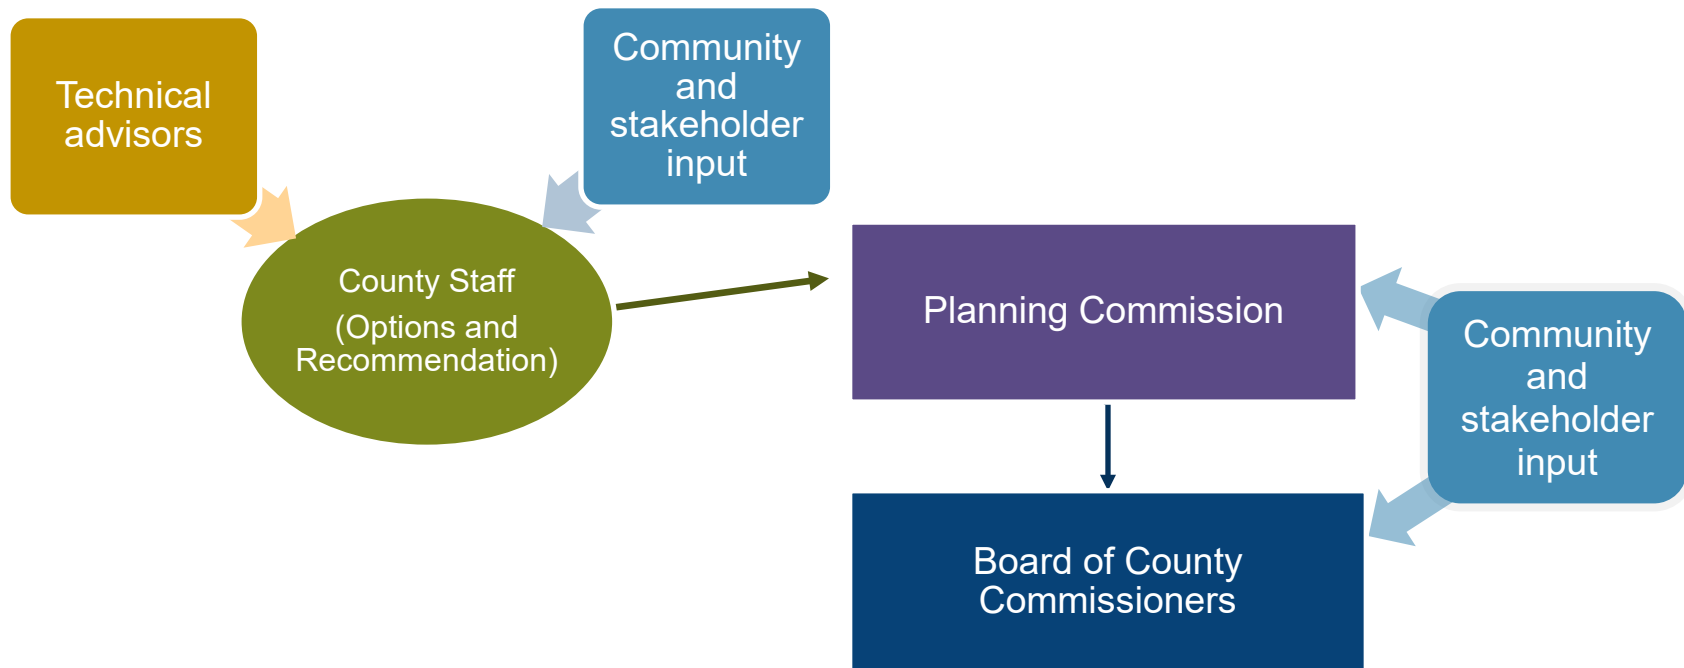 Technical
advisors
Community
and
stakeholder
input
County Staff
(Options and
Recommendation)
Planning Commission
Community
and
stakeholder
input
Board of County
Commissioners